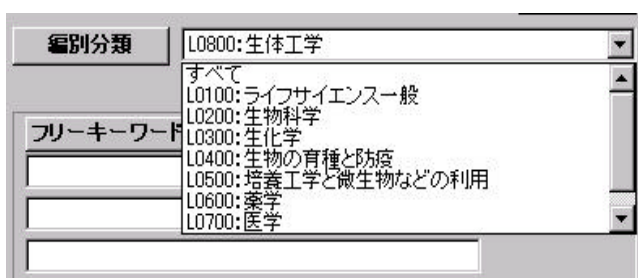 編別分類
L0800:生体工学
すべて
L0100:ライフサイエンス一般
L0200:生物科学
L0300:生化学
L0400:生物の育種と防疫
L0500:培養工学と微生物などの利用
L0600:薬学
L0700:医学
フリーキーワード